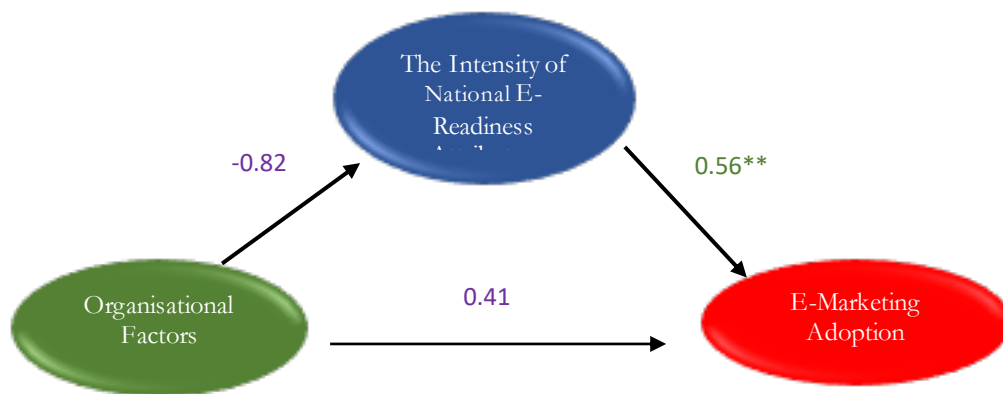 The Intensity of
National E-
Readiness
-0.82
0.56**
Organisational
Factors
0.41
E-Marketing
Adoption